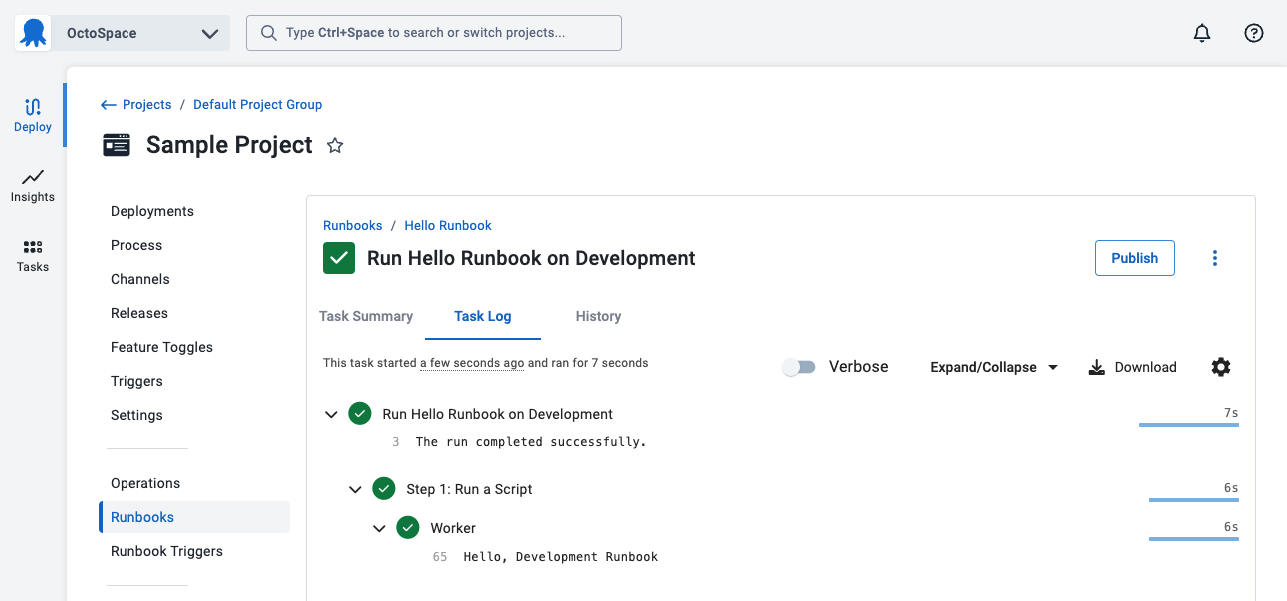 OctoSpace
Type Ctrl+Space to search or switch projects...
Deploy
Insights
Tasks
Projects / Default Project Group
Sample Project
Deployments
Process
Channels
Releases
Feature Toggles
Triggers
Settings
Operations
Runbooks
Runbook Triggers
Runbooks / Hello Runbook
Run Hello Runbook on Development
Publish
Task Summary Task Log History
This task started a few seconds ago and ran for 7 seconds
Verbose Expand/Collapse Download
Run Hello Runbook on Development 7s
3 The run completed successfully.
Step 1: Run a Script 6s
Worker 6s
65 Hello, Development Runbook